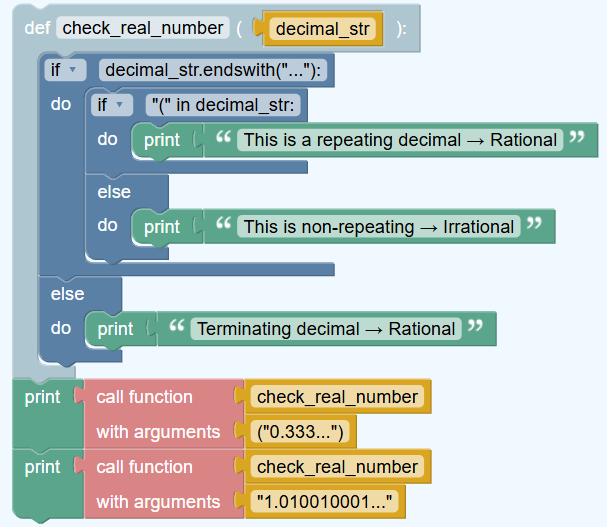 def check_real_number ( decimal_str ):
if decimal_str.endswith("..."):
do if "(" in decimal_str:
do print “ This is a repeating decimal → Rational ”
else
do print “ This is non-repeating → Irrational ”
else
do print “ Terminating decimal → Rational ”
print call function check_real_number
with arguments ("0.333...")
print call function check_real_number
with arguments "1.010010001..."